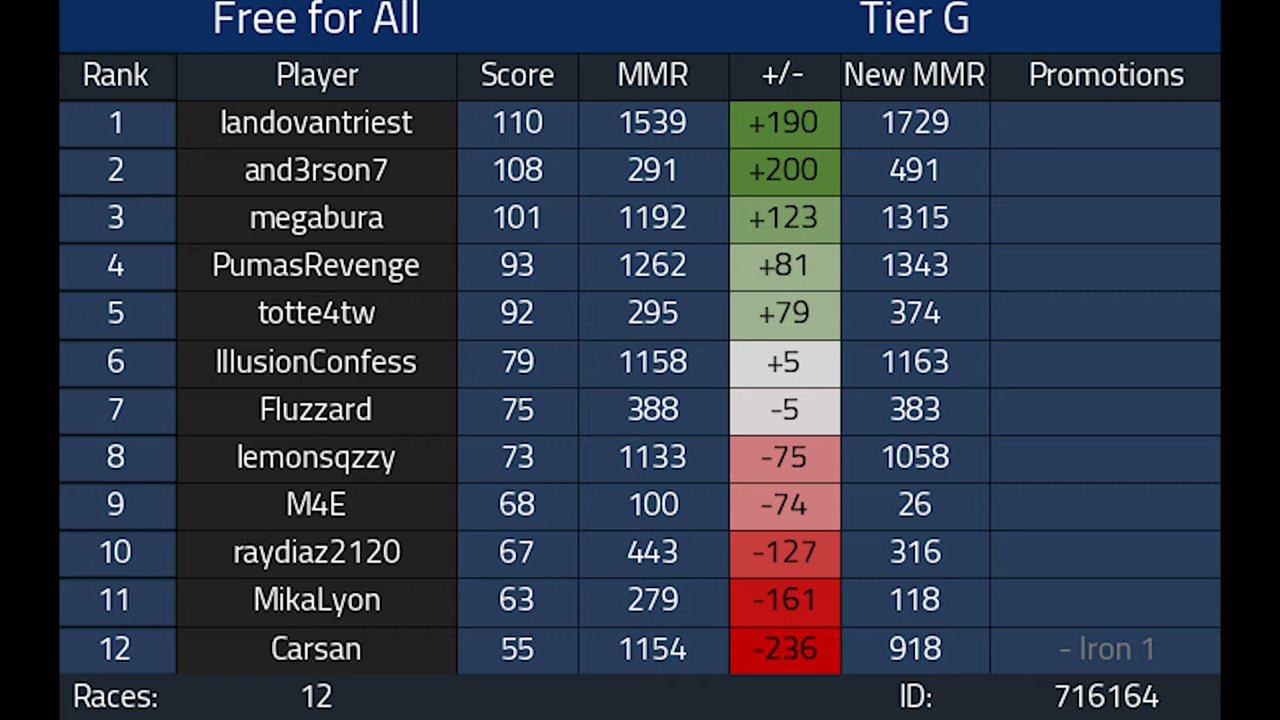 Free for All Tier G
Rank Player Score MMR +/- New MMR Promotions
1 landovantriest 110 1539 +190 1729
2 and3rson7 108 291 +200 491
3 megabura 101 1192 +123 1315
4 PumasRevenge 93 1262 +81 1343
5 totte4tw 92 295 +79 374
6 IllusionConfess 79 1158 +5 1163
7 Fluzzard 75 388 -5 383
8 lemonsqzzy 73 1133 -75 1058
9 M4E 68 100 -74 26
10 raydiaz2120 67 443 -127 316
11 MikaLyon 63 279 -161 118
12 Carsan 55 1154 -236 918 - Iron 1
Races: 12 ID: 716164